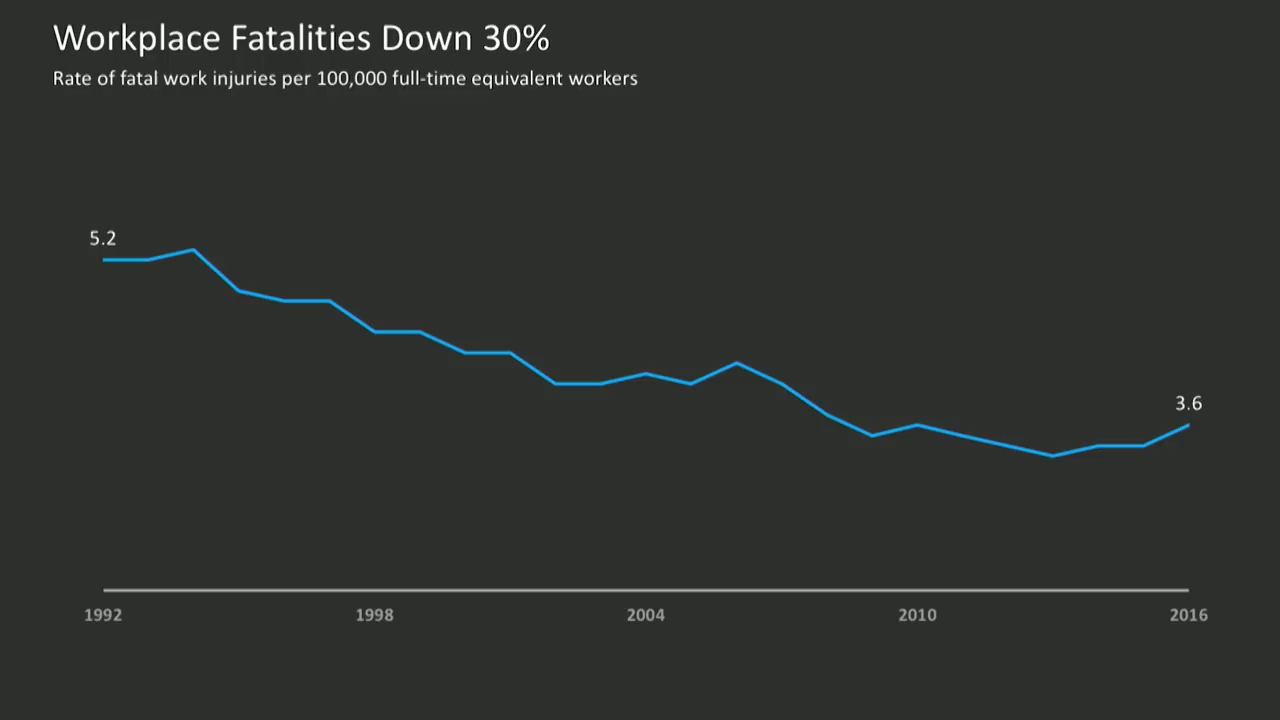 Workplace Fatalities Down 30%
Rate of fatal work injuries per 100,000 full-time equivalent workers
5.2
3.6
1992 1998 2004 2010 2016